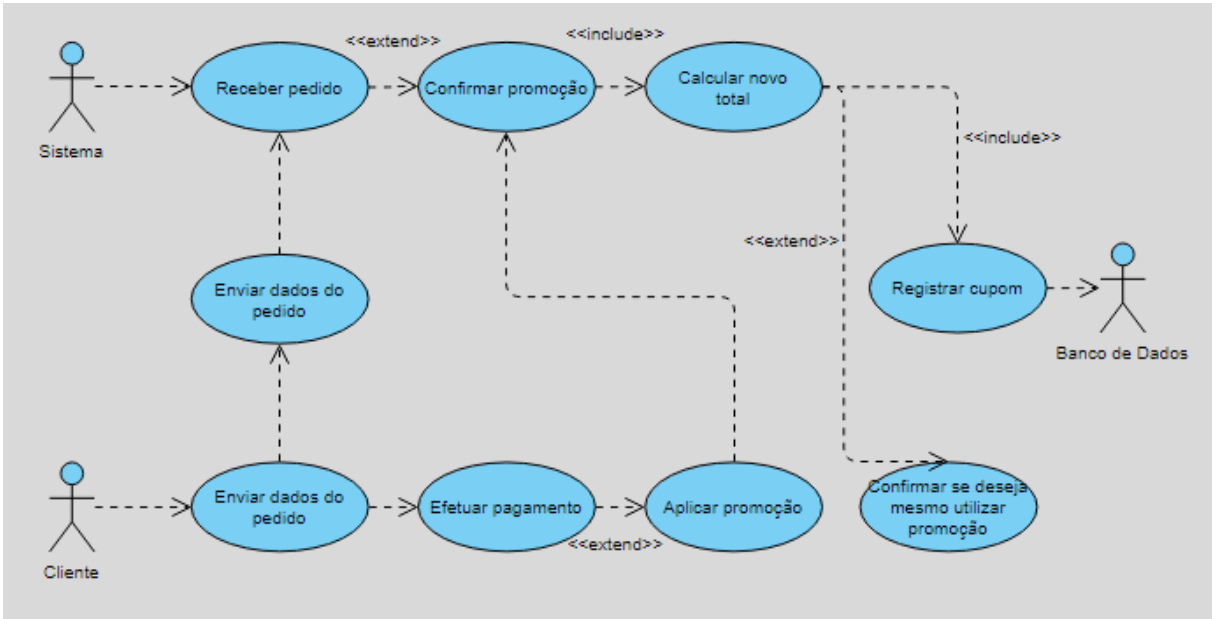 <<extend>>
<<include>>
Receber pedido
Confirmar promoção
Calcular novo
total
Sistema
<<include>>
<<extend>>
Enviar dados do
pedido
Registrar cupom
Banco de Dados
Enviar dados do
pedido
Efetuar pagamento
Aplicar promoção
Confirmar se deseja
mesmo utilizar
promoção
<<extend>>
Cliente